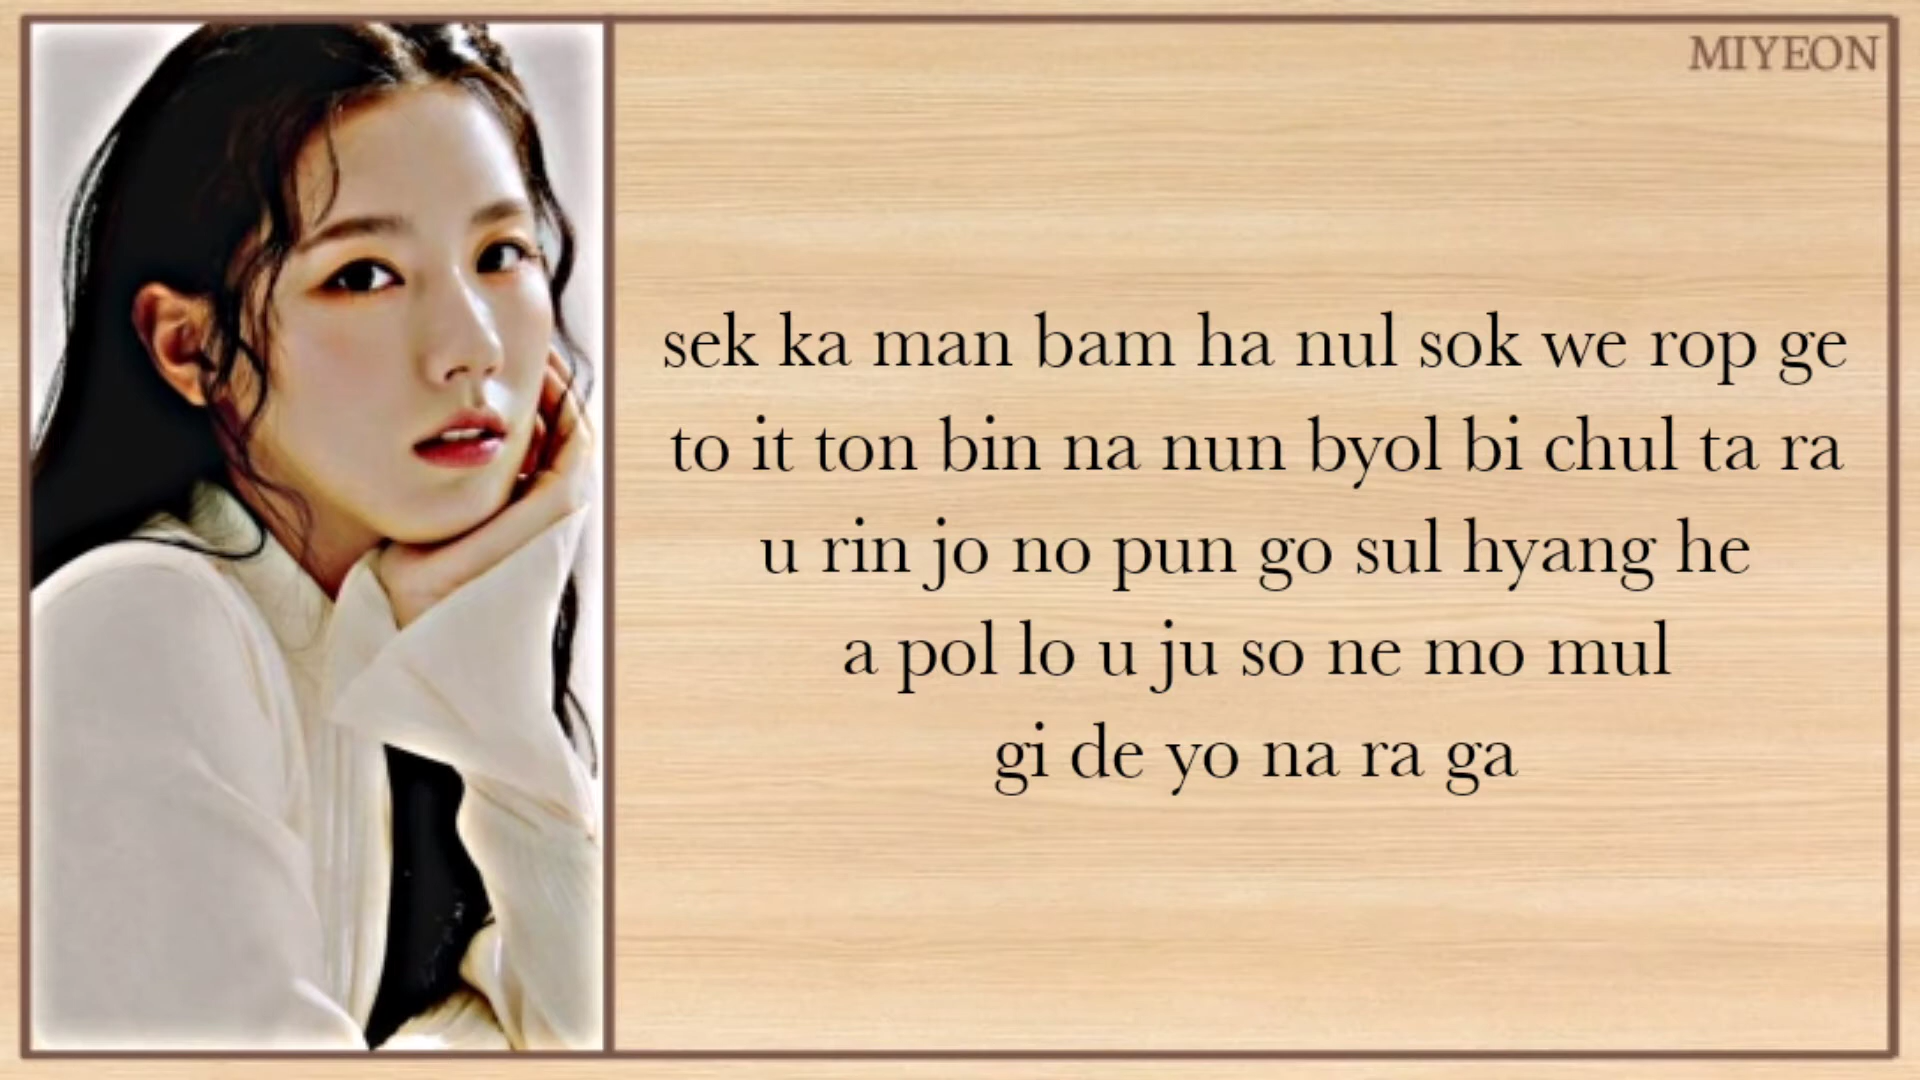 MIYEON
sek ka man bam ha nul sok we rop ge
to it ton bin na nun byol bi chul ta ra
u rin jo no pun go sul hyang he
a pol lo u ju so ne mo mul
gi de yo na ra ga